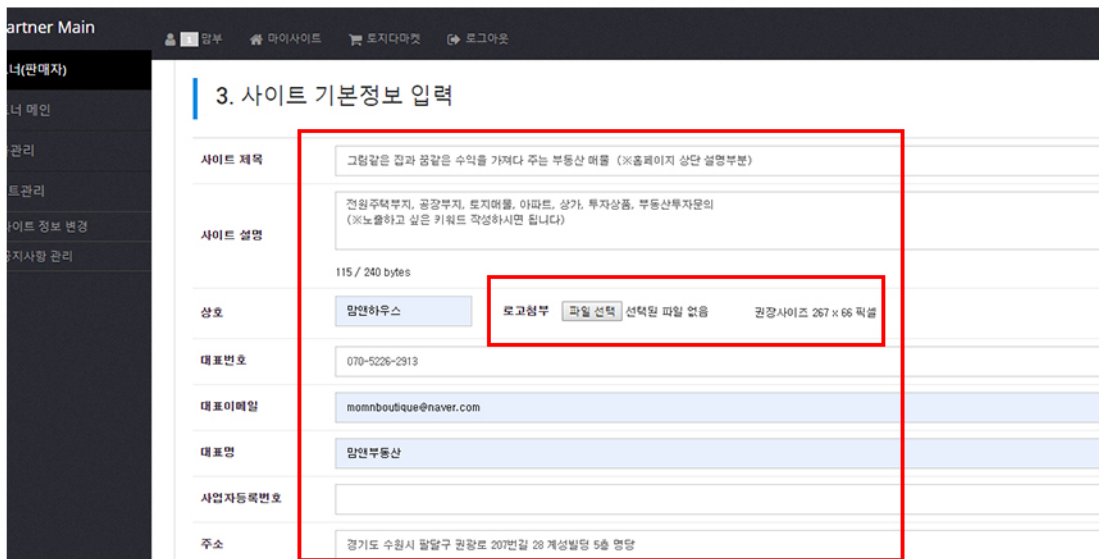 artner Main
1 맘부 마이사이트 토지다마켓 로그아웃
너(판매자)
너 메인
관리
트관리
사이트 정보 변경
공지사항 관리
3. 사이트 기본정보 입력
사이트 제목 그림같은 집과 꿈같은 수익을 가져다 주는 부동산 매물 (※홈페이지 상단 설명부분)
사이트 설명
전원주택부지, 공장부지, 토지매물, 아파트, 상가, 투자상품, 부동산투자문의
(※노출하고 싶은 키워드 작성하시면 됩니다)
115 / 240 bytes
상호 맘앤하우스 로고첨부 파일 선택 선택된 파일 없음 권장사이즈 267 x 66 픽셀
대표번호 070-5226-2913
대표이메일 momnboutique@naver.com
대표명 맘앤부동산
사업자등록번호
주소 경기도 수원시 팔달구 권광로 207번길 28 계성빌딩 5층 명당